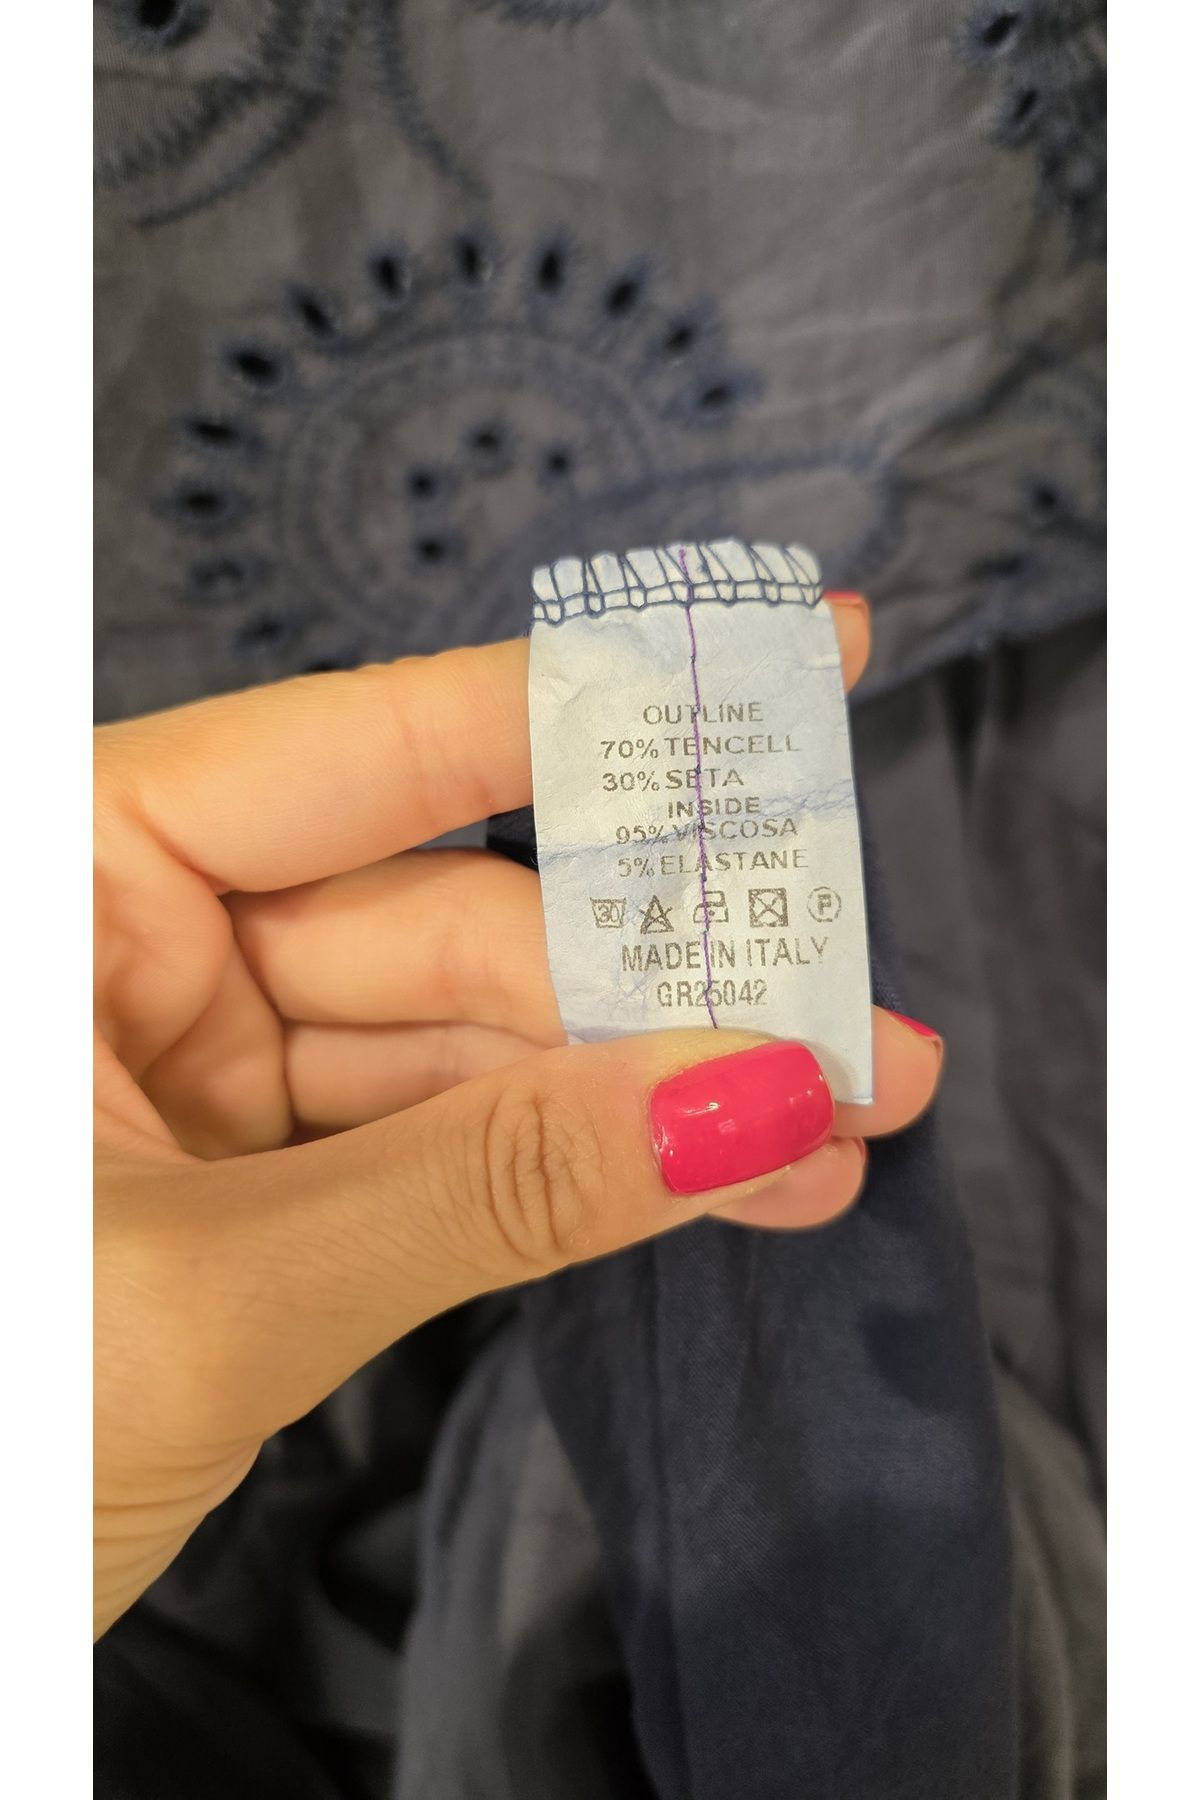 OUTLINE
70% TENCELL
30% SETA
INSIDE
95% VISCOSA
5% ELASTANE
30 P
MADE IN ITALY
GR25042